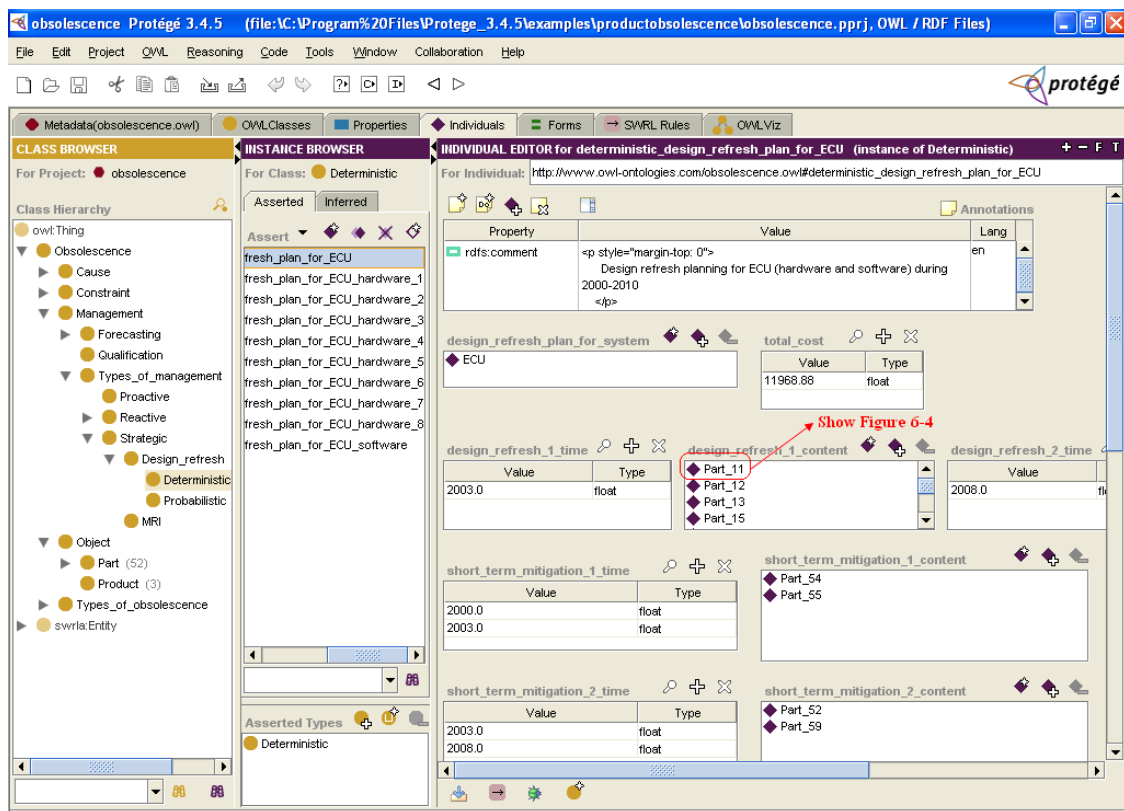 obsolescence Protégé 3.4.5 (file:\C:\Program%20Files\Protege_3.4.5\examples\productobsolescence\obsolescence.pprj, OWL / RDF Files)
File Edit Project OWL Reasoning Code Tools Window Collaboration Help
protégé
Metadata(obsolescence.owl) OWLClasses Properties Individuals Forms SWRL Rules OWLViz
CLASS BROWSER
For Project: obsolescence
Class Hierarchy
owl:Thing
Obsolescence
Cause
Constraint
Management
Forecasting
Qualification
Types_of_management
Proactive
Reactive
Strategic
Design_refresh
Deterministic
Probabilistic
MRI
Object
Part (52)
Product (3)
Types_of_obsolescence
swrla:Entity
INSTANCE BROWSER
For Class: Deterministic
Asserted Inferred
Assert
fresh_plan_for_ECU
fresh_plan_for_ECU_hardware_1
fresh_plan_for_ECU_hardware_2
fresh_plan_for_ECU_hardware_3
fresh_plan_for_ECU_hardware_4
fresh_plan_for_ECU_hardware_5
fresh_plan_for_ECU_hardware_6
fresh_plan_for_ECU_hardware_7
fresh_plan_for_ECU_hardware_8
fresh_plan_for_ECU_software
Asserted Types
Deterministic
INDIVIDUAL EDITOR for deterministic_design_refresh_plan_for_ECU (instance of Deterministic) + − F T
For Individual: http://www.owl-ontologies.com/obsolescence.owl#deterministic_design_refresh_plan_for_ECU
Annotations
Property Value Lang
rdfs:comment <p style="margin-top: 0"> en
Design refresh planning for ECU (hardware and software) during
2000-2010
</p>
design_refresh_plan_for_system
ECU
total_cost
Value Type
11968.88 float
Show Figure 6-4
design_refresh_1_time
Value Type
2003.0 float
design_refresh_1_content
Part_11
Part_12
Part_13
Part_15
design_refresh_2_time
Value
2008.0
short_term_mitigation_1_time
Value Type
2000.0 float
2003.0 float
short_term_mitigation_1_content
Part_54
Part_55
short_term_mitigation_2_time
Value Type
2003.0 float
2008.0 float
short_term_mitigation_2_content
Part_52
Part_59